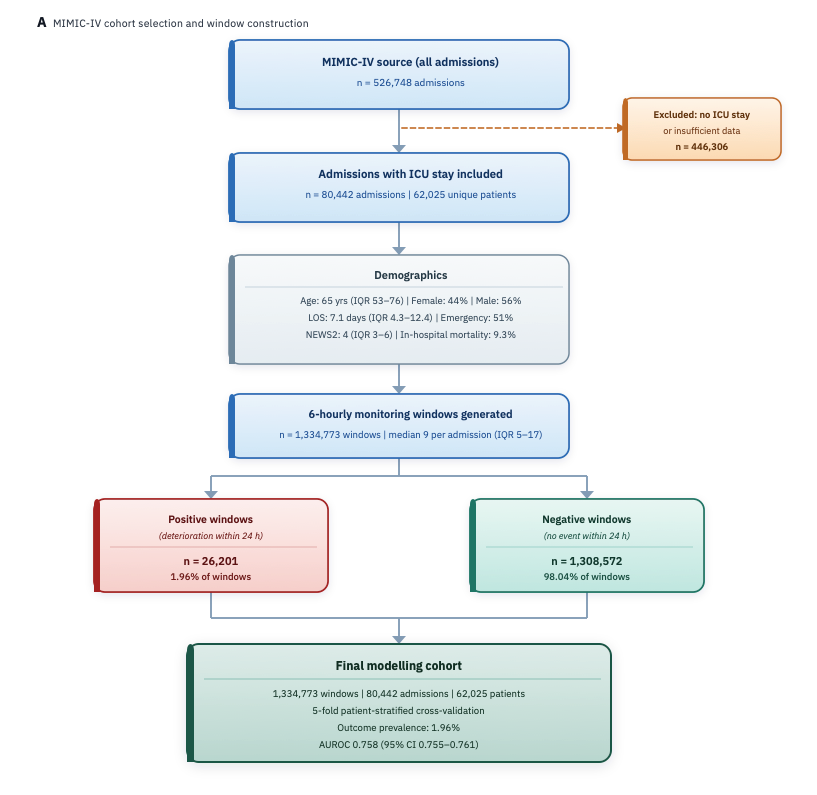 A MIMIC-IV cohort selection and window construction
MIMIC-IV source (all admissions)
n = 526,748 admissions
Excluded: no ICU stay
or insufficient data
n = 446,306
Admissions with ICU stay included
n = 80,442 admissions | 62,025 unique patients
Demographics
Age: 65 yrs (IQR 53–76) | Female: 44% | Male: 56%
LOS: 7.1 days (IQR 4.3–12.4) | Emergency: 51%
NEWS2: 4 (IQR 3–6) | In-hospital mortality: 9.3%
6-hourly monitoring windows generated
n = 1,334,773 windows | median 9 per admission (IQR 5–17)
Positive windows
(deterioration within 24 h)
n = 26,201
1.96% of windows
Negative windows
(no event within 24 h)
n = 1,308,572
98.04% of windows
Final modelling cohort
1,334,773 windows | 80,442 admissions | 62,025 patients
5-fold patient-stratified cross-validation
Outcome prevalence: 1.96%
AUROC 0.758 (95% CI 0.755–0.761)